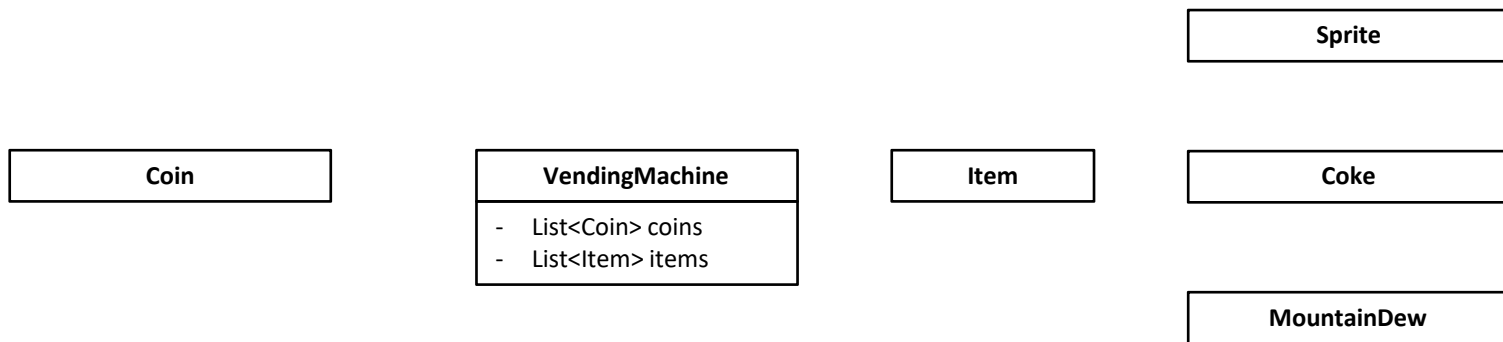 Sprite
Coin
VendingMachine
- List<Coin> coins
- List<Item> items
Item
Coke
MountainDew